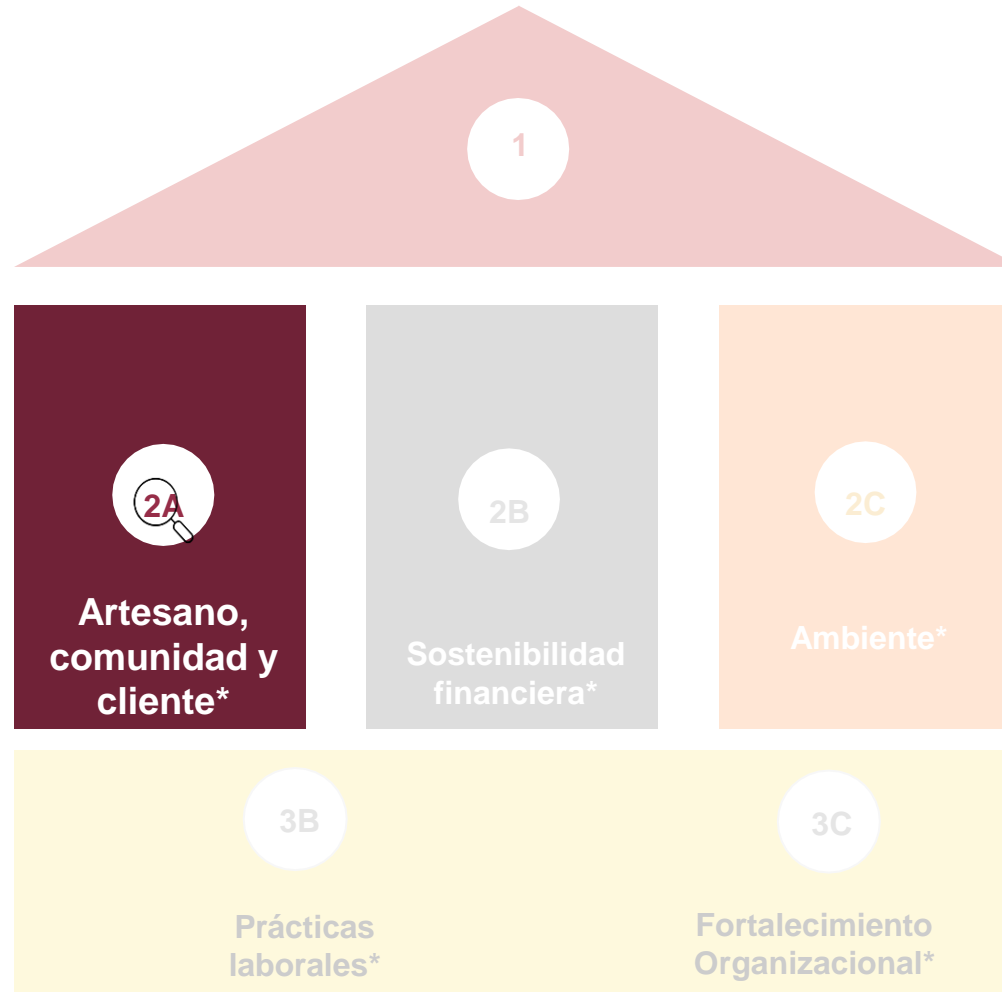 1
2A
Artesano,
comunidad y
cliente*
2B
Sostenibilidad
financiera*
2C
Ambiente*
3B
Prácticas
laborales*
3C
Fortalecimiento
Organizacional*